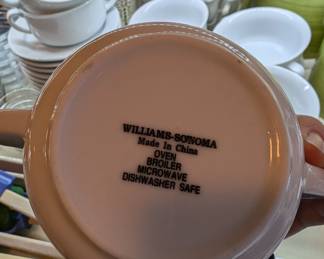 WILLIAMS-SONOMA
Made In China
OVEN
BROILER
MICROWAVE
DISHWASHER SAFE